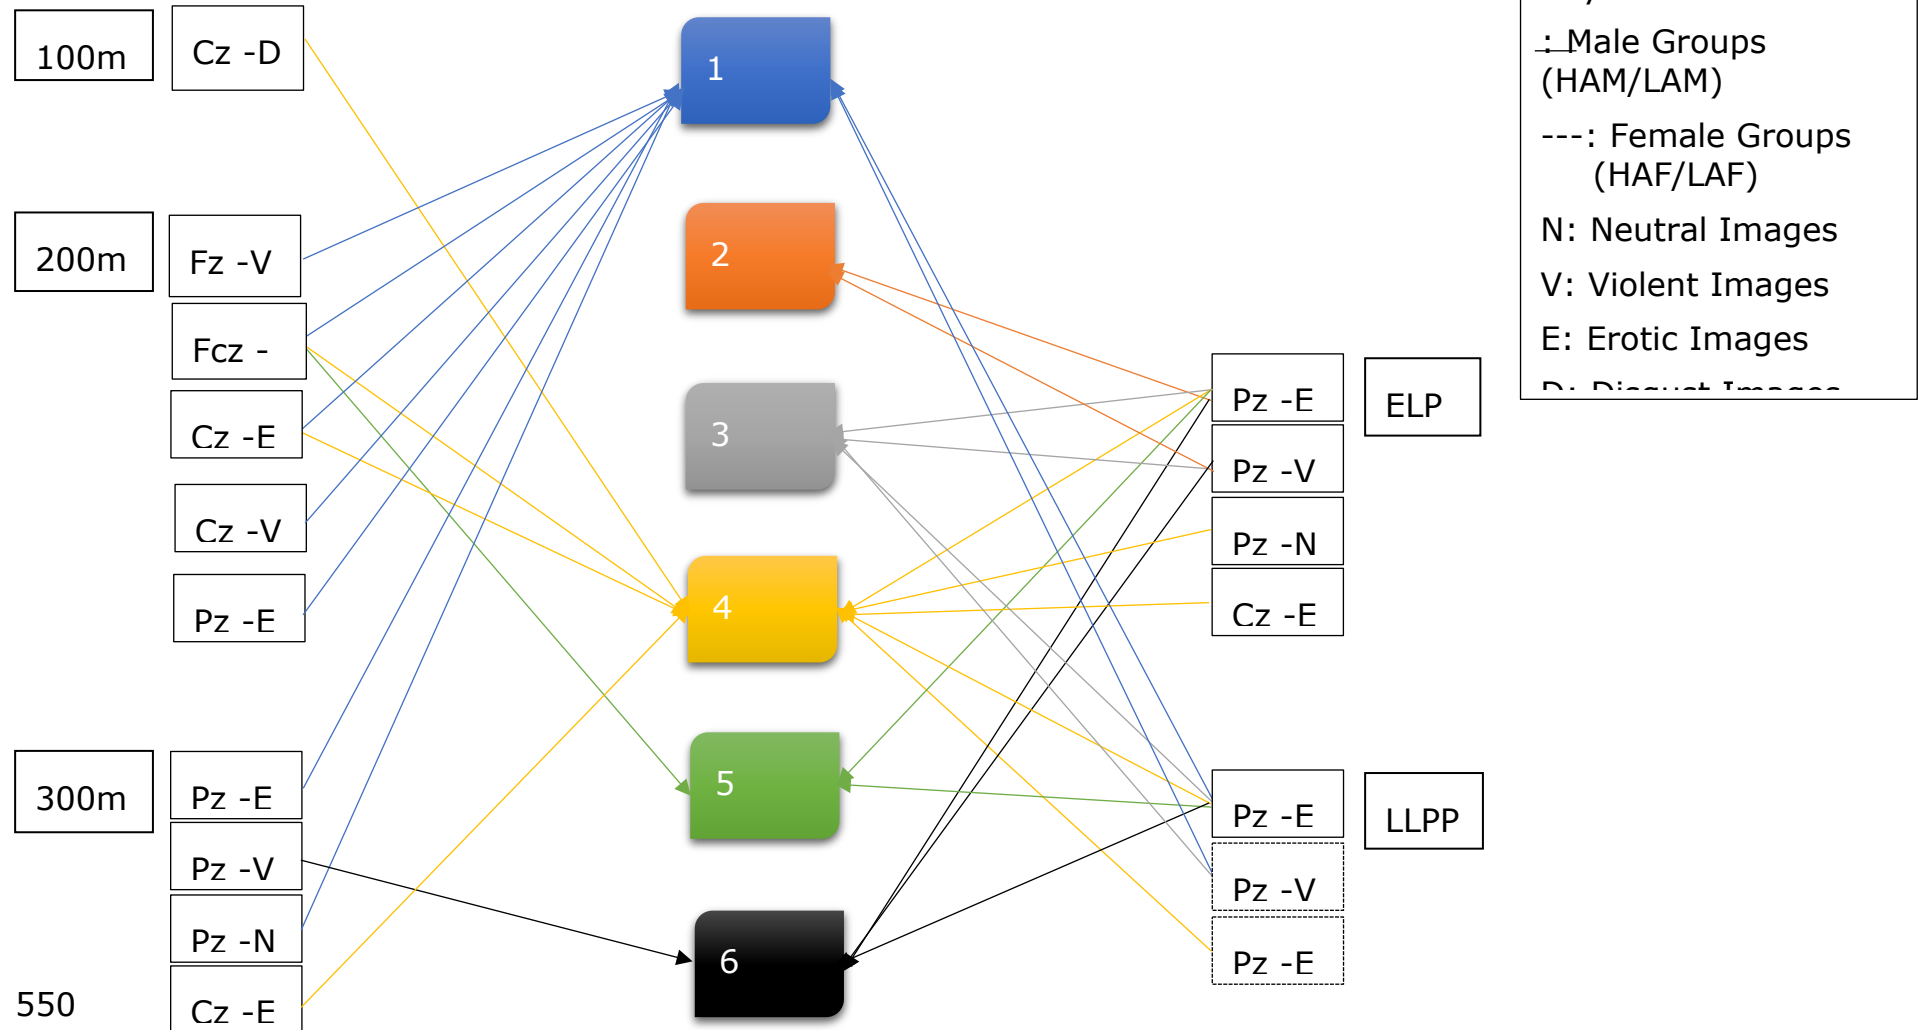 100m
Cz -D
200m
Fz -V
Fcz -
Cz -E
Cz -V
Pz -E
300m
Pz -E
Pz -V
Pz -N
Cz -E
550
1
2
3
4
5
6
Pz -E
Pz -V
Pz -N
Cz -E
ELP
Pz -E
Pz -V
Pz -E
LLPP
: Male Groups
(HAM/LAM)
---: Female Groups
(HAF/LAF)
N: Neutral Images
V: Violent Images
E: Erotic Images
D: Disgust Images